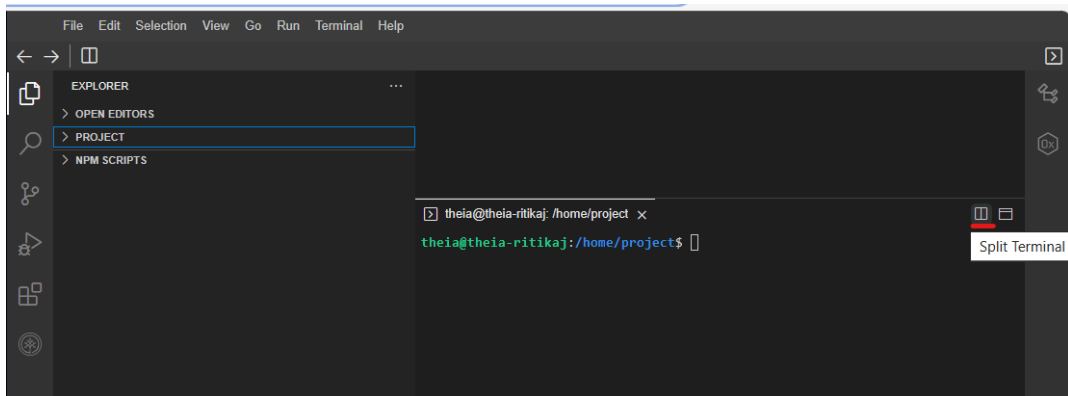 File Edit Selection View Go Run Terminal Help
EXPLORER
OPEN EDITORS
PROJECT
NPM SCRIPTS
0x
theia@theia-ritikaj: /home/project
theia@theia-ritikaj:/home/project$
Split Terminal